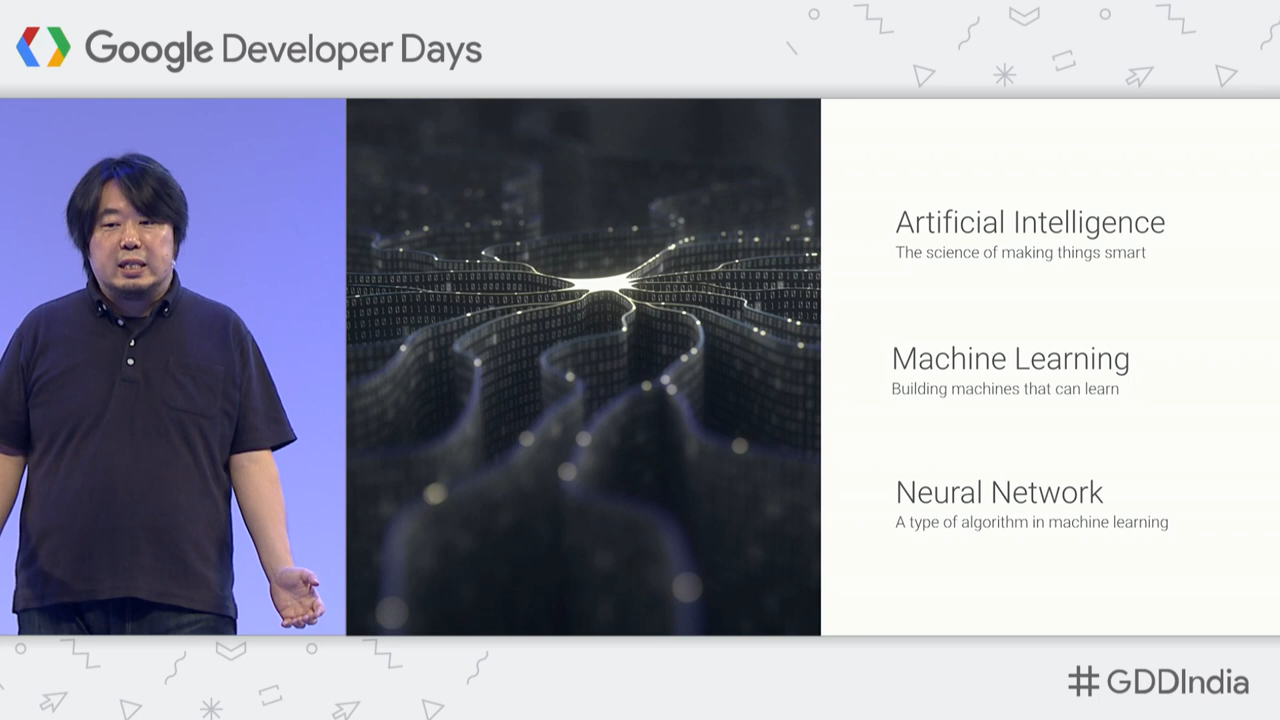 Google Developer Days
Artificial Intelligence
The science of making things smart
Machine Learning
Building machines that can learn
Neural Network
A type of algorithm in machine learning
#GDDIndia